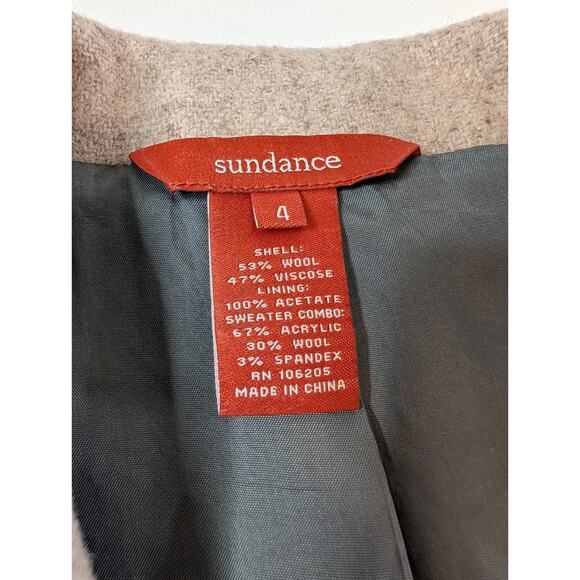 sundance
4
SHELL:
53% WOOL
47% VISCOSE
LINING:
100% ACETATE
SWEATER COMBO:
67% ACRYLIC
30% WOOL
3% SPANDEX
RN 106205
MADE IN CHINA